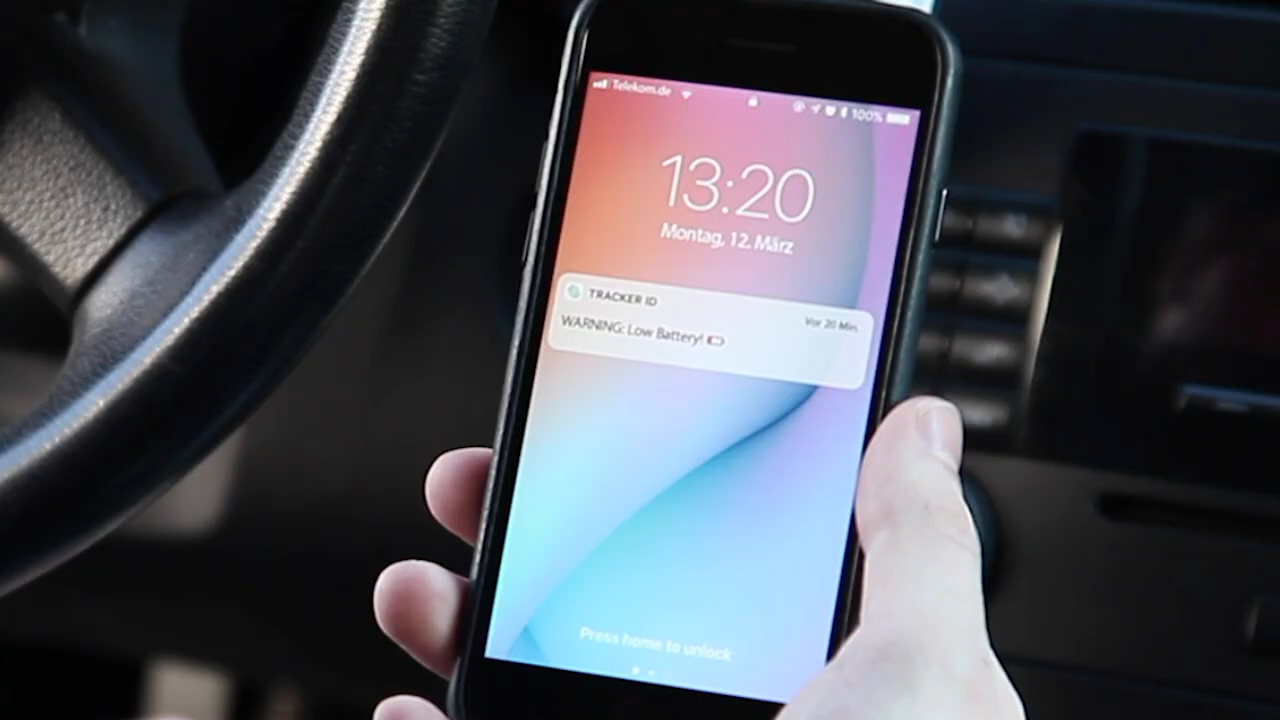 Telekom.de 100%
13:20
Montag, 12. März
TRACKER ID
Vor 20 Min.
WARNING: Low Battery!
Press home to unlock